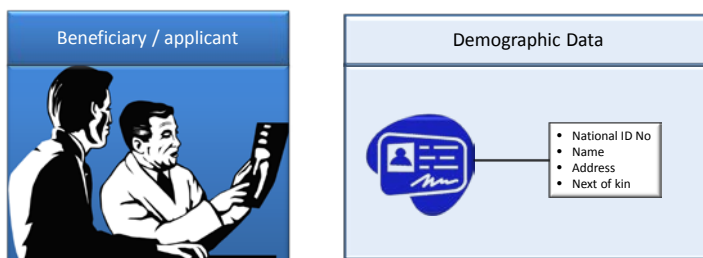 Beneficiary / applicant
Demographic Data
• National ID No
• Name
• Address
• Next of kin